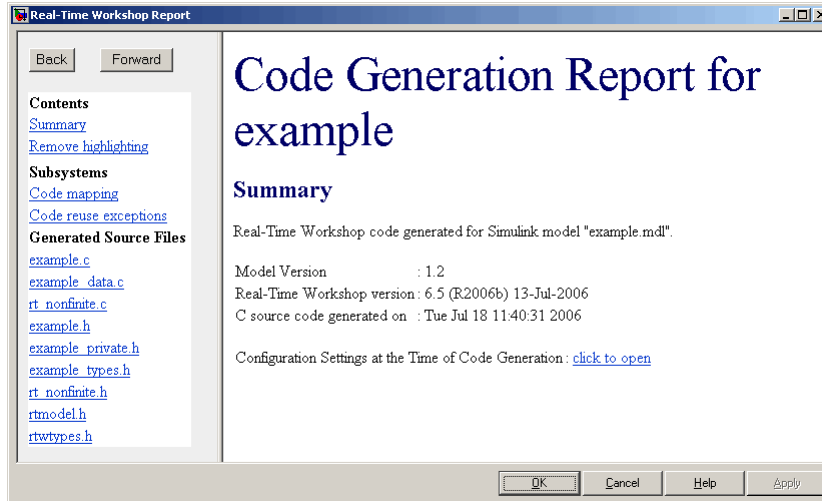 Real-Time Workshop Report
Back
Forward
Contents
Summary
Remove highlighting
Subsystems
Code mapping
Code reuse exceptions
Generated Source Files
example.c
example_data.c
rt_nonfinite.c
example.h
example_private.h
example_types.h
rt_nonfinite.h
rtmodel.h
rtwtypes.h
Code Generation Report for
example
Summary
Real-Time Workshop code generated for Simulink model "example.mdl".
Model Version : 1.2
Real-Time Workshop version : 6.5 (R2006b) 13-Jul-2006
C source code generated on : Tue Jul 18 11:40:31 2006
Configuration Settings at the Time of Code Generation : click to open
OK
Cancel
Help
Apply